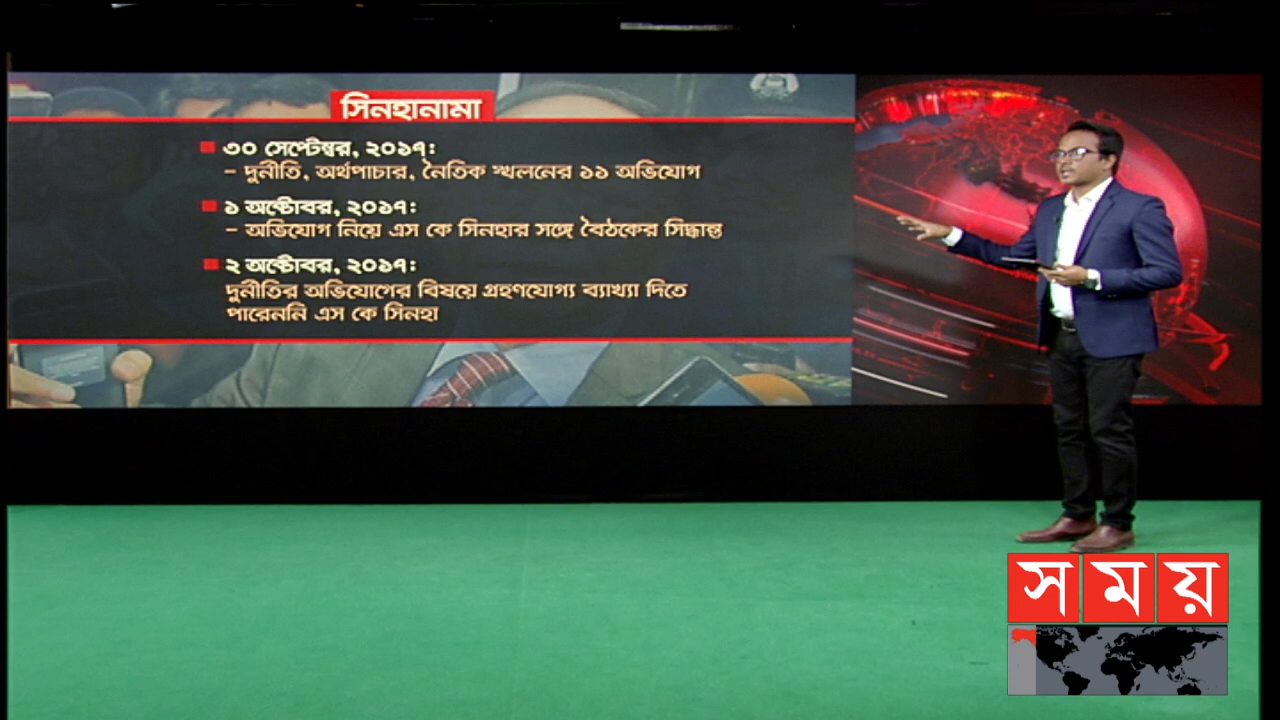 সিনহানামা
৩০ সেপ্টেম্বর, ২০১৭:
– দুর্নীতি, অর্থপাচার, নৈতিক স্খলনের ১১ অভিযোগ
১ অক্টোবর, ২০১৭:
– অভিযোগ নিয়ে এস কে সিনহার সঙ্গে বৈঠকের সিদ্ধান্ত
২ অক্টোবর, ২০১৭:
দুর্নীতির অভিযোগের বিষয়ে গ্রহণযোগ্য ব্যাখ্যা দিতে
পারেননি এস কে সিনহা
সময়